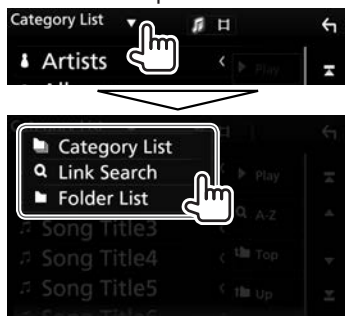 Category List
Artists
Play
Category List
Link Search
Folder List
Play
A-Z
Song Title3
Song Title4
Top
Song Title5
Up